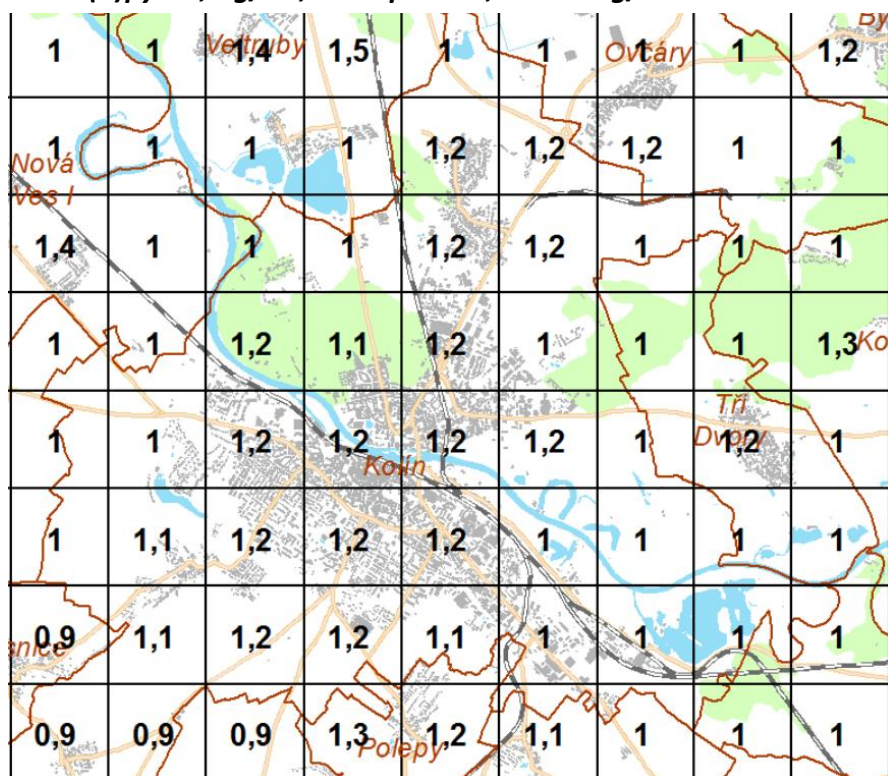 1 1 1,4 1,5 1 1 1 1 1,2
Veltruby Ovčáry
1 1 1 1 1,2 1,2 1,2 1 1
Nová
Ves I
1,4 1 1 1 1,2 1,2 1 1 1
1 1 1,2 1,1 1,2 1 1 1 1,3 Ko
Tři
1 1 1,2 1,2 1,2 1,2 1 1,2 1
Dvory
Kolín
1 1,1 1,2 1,2 1,2 1 1 1 1
0,9 1,1 1,2 1,2 1,1 1 1 1 1
snice
0,9 0,9 0,9 1,3 1,2 1,1 1 1 1
Polepy